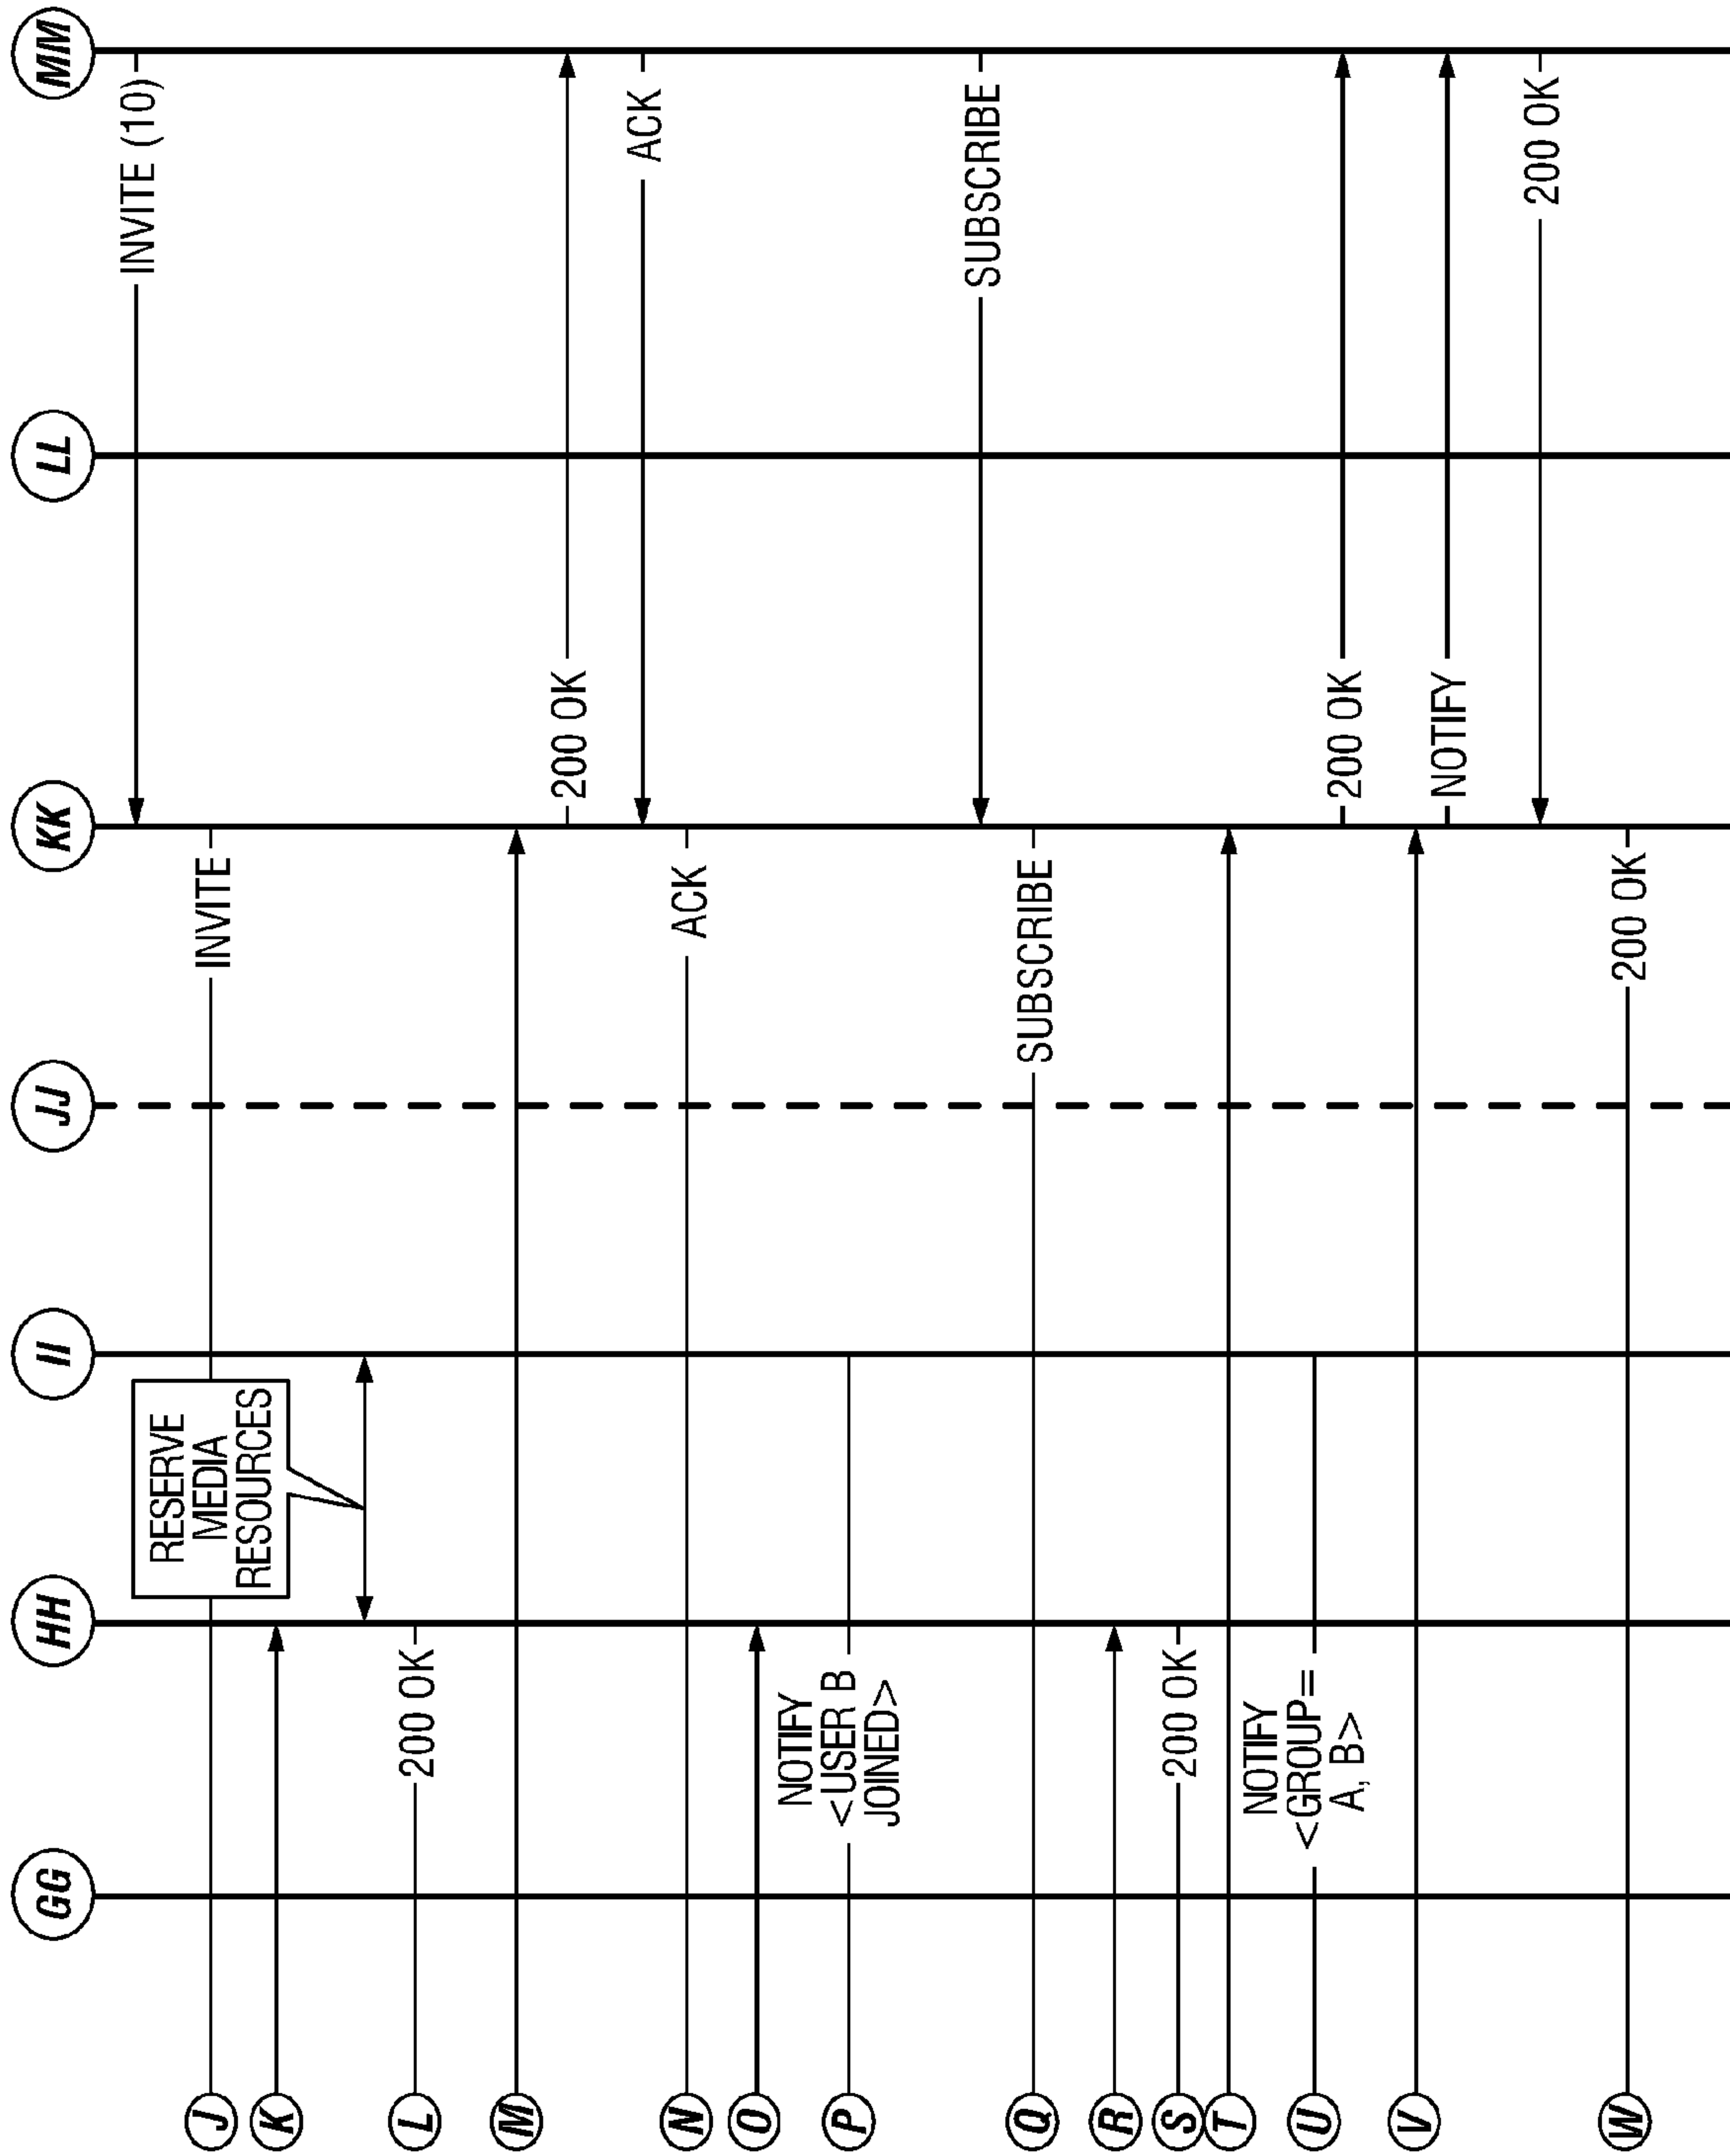 GG
HH
II
JJ
KK
LL
MM
INVITE (10)
J
INVITE
RESERVE
MEDIA
RESOURCES
K
L
200 OK
M
200 OK
ACK
N
ACK
O
NOTIFY
<USER B
JOINED>
P
SUBSCRIBE
Q
SUBSCRIBE
R
S
200 OK
T
NOTIFY
<GROUP=
A, B>
U
200 OK
V
NOTIFY
200 OK
W
200 OK